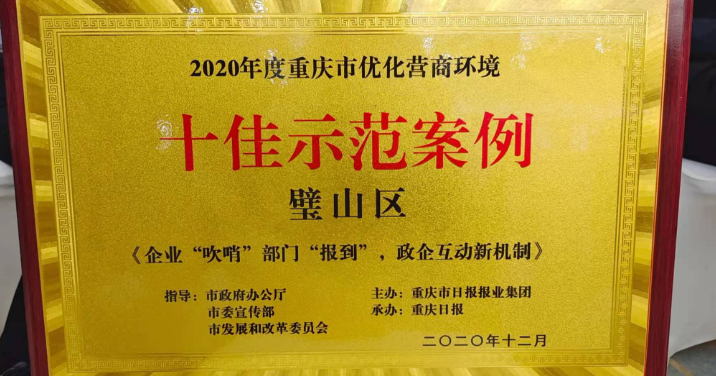 2020年度重庆市优化营商环境
十佳示范案例
璧山区
《企业“吹哨”部门“报到”，政企互动新机制》
指导：市政府办公厅
市委宣传部
市发展和改革委员会
主办：重庆市日报报业集团
承办：重庆日报
二〇二〇年十二月